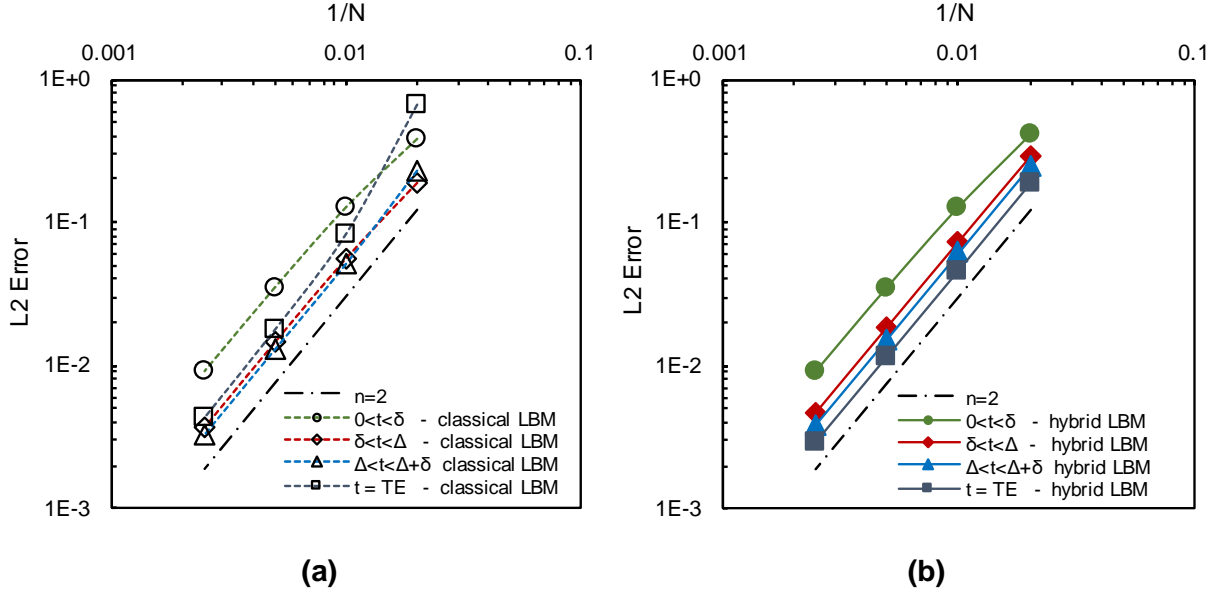 1/N
0.001 0.01 0.1
1E+0
1E-1
1E-2
1E-3
L2 Error
n=2
0<t<δ - classical LBM
δ<t<Δ - classical LBM
Δ<t<Δ+δ classical LBM
t = TE - classical LBM
(a)
1/N
0.001 0.01 0.1
1E+0
1E-1
1E-2
1E-3
L2 Error
n=2
0<t<δ - hybrid LBM
δ<t<Δ - hybrid LBM
Δ<t<Δ+δ hybrid LBM
t = TE - hybrid LBM
(b)